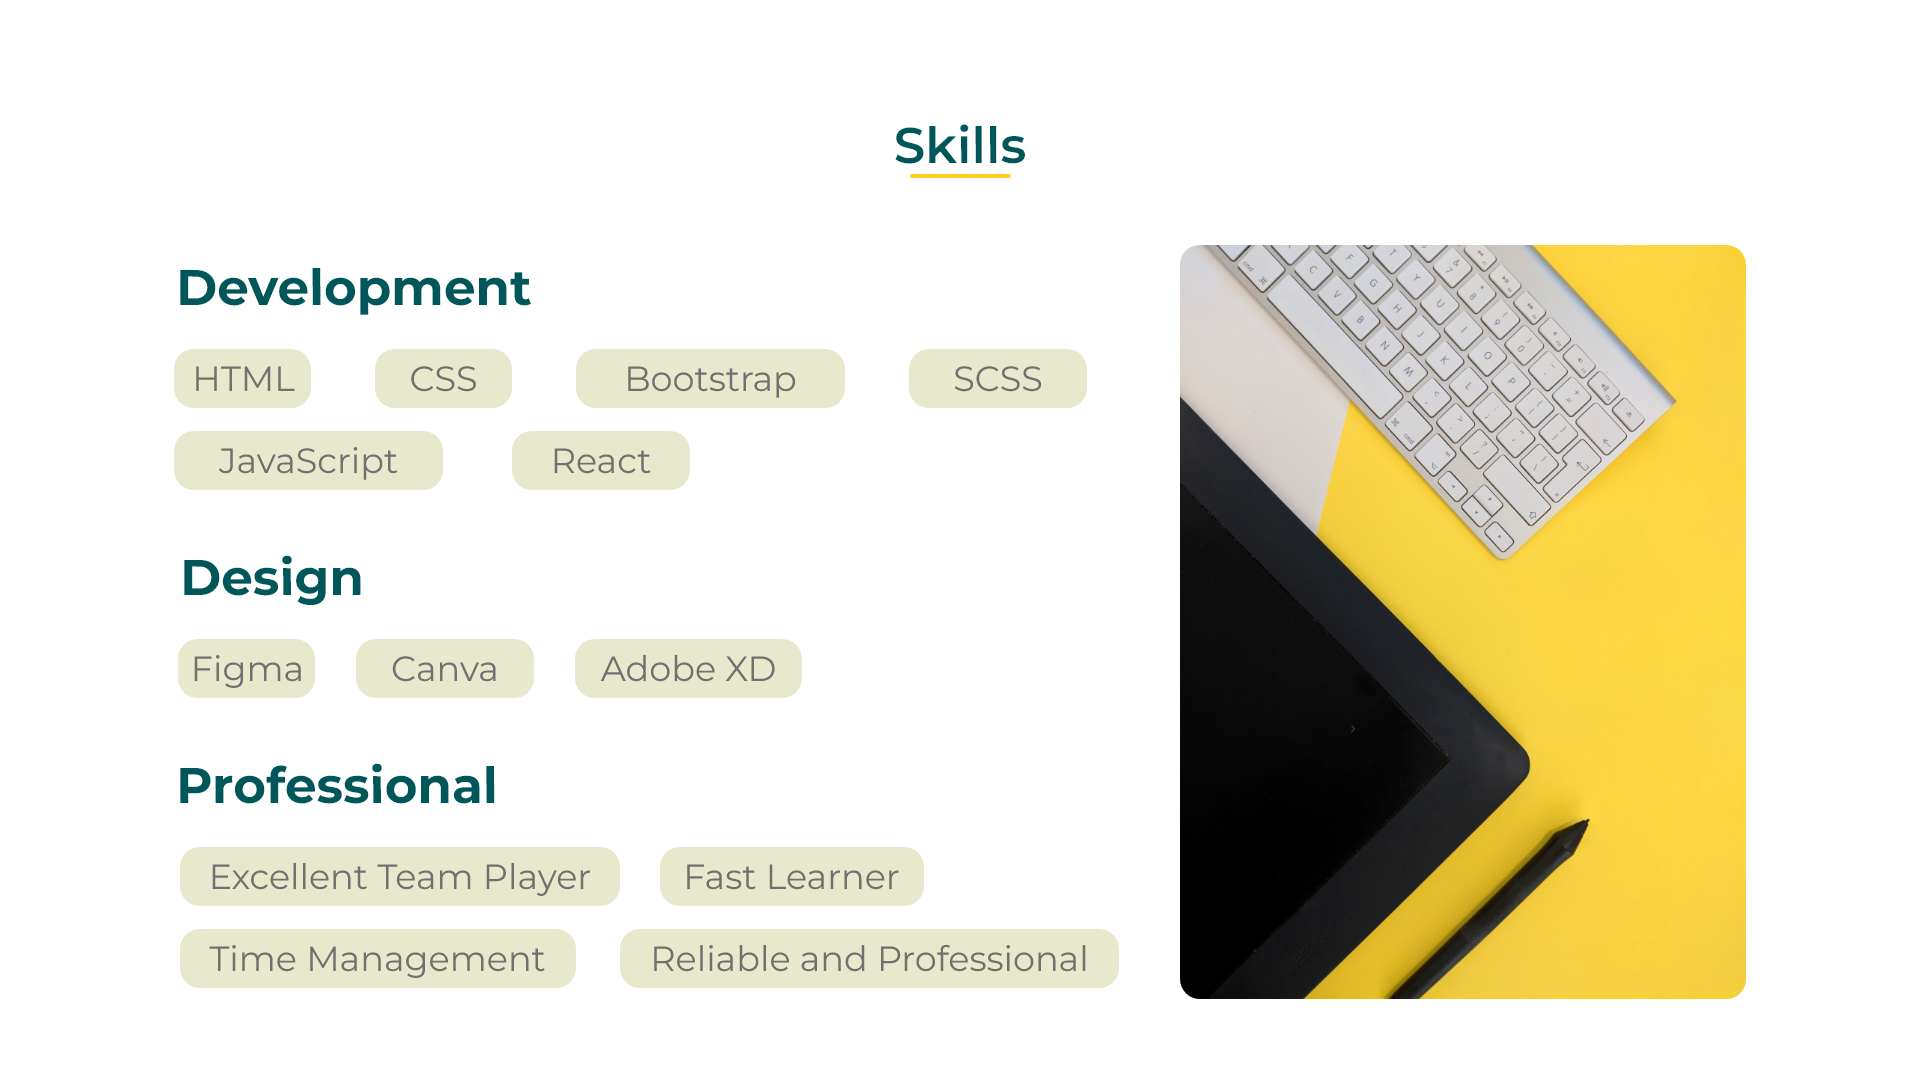 Skills
Development
HTML CSS Bootstrap SCSS
JavaScript React
Design
Figma Canva Adobe XD
Professional
Excellent Team Player Fast Learner
Time Management Reliable and Professional